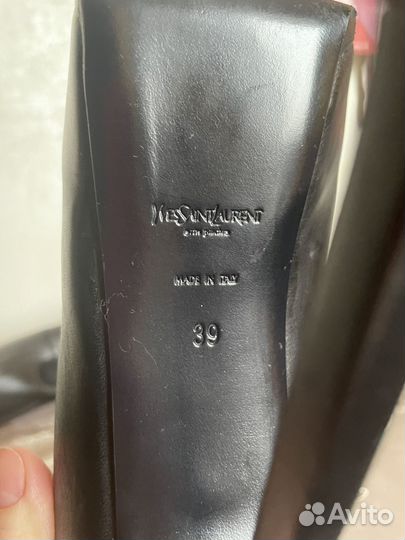 YVESSAINTLAURENT
MADE IN ITALY
39
Avito